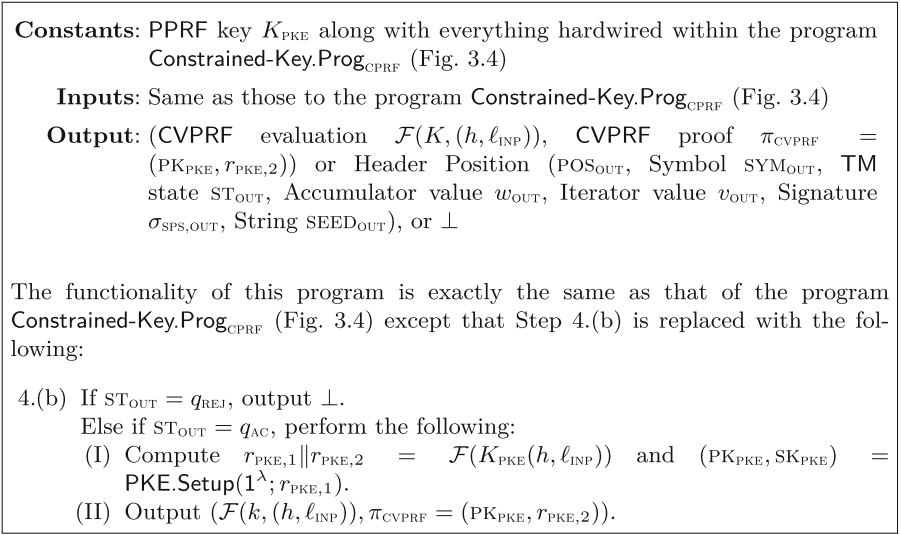 Constants: PPRF key K_PKE along with everything hardwired within the program
Constrained-Key.Prog_CPRF (Fig. 3.4)
Inputs: Same as those to the program Constrained-Key.Prog_CPRF (Fig. 3.4)
Output: (CVPRF evaluation 𝓕(K, (h, ℓ_INP)), CVPRF proof π_CVPRF =
(PK_PKE, r_PKE,2)) or Header Position (POS_OUT, Symbol SYM_OUT, TM
state ST_OUT, Accumulator value w_OUT, Iterator value v_OUT, Signature
σ_SPS,OUT, String SEED_OUT), or ⊥
The functionality of this program is exactly the same as that of the program
Constrained-Key.Prog_CPRF (Fig. 3.4) except that Step 4.(b) is replaced with the fol-
lowing:
4.(b) If ST_OUT = q_REJ, output ⊥.
Else if ST_OUT = q_AC, perform the following:
(I) Compute r_PKE,1‖r_PKE,2 = 𝓕(K_PKE(h, ℓ_INP)) and (PK_PKE, SK_PKE) =
PKE.Setup(1^λ; r_PKE,1).
(II) Output (𝓕(k, (h, ℓ_INP)), π_CVPRF = (PK_PKE, r_PKE,2)).